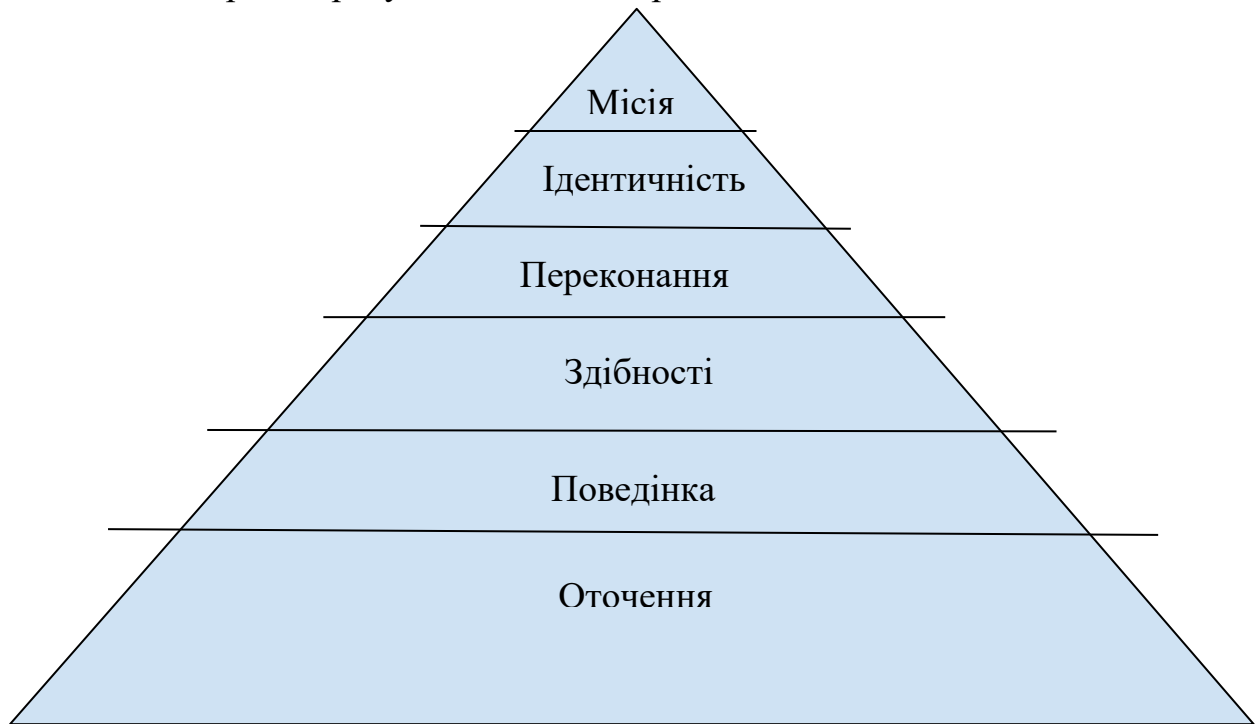 Місія
Ідентичність
Переконання
Здібності
Поведінка
Оточення